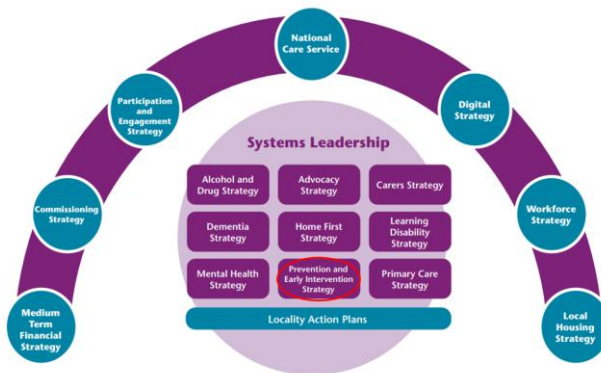 National
Care Service
Participation
and
Engagement
Strategy
Digital
Strategy
Commissioning
Strategy
Workforce
Strategy
Medium
Term
Financial
Strategy
Local
Housing
Strategy
Systems Leadership
Alcohol and
Drug Strategy
Advocacy
Strategy
Carers Strategy
Dementia
Strategy
Home First
Strategy
Learning
Disability
Strategy
Mental Health
Strategy
Prevention and
Early Intervention
Strategy
Primary Care
Strategy
Locality Action Plans